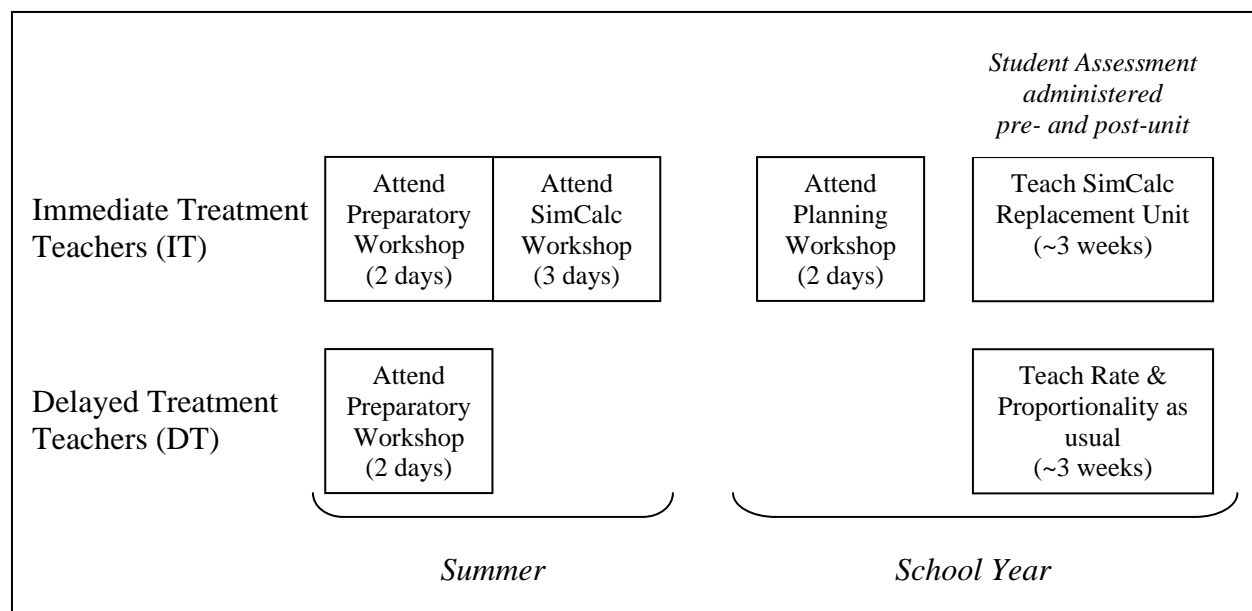 Student Assessment
administered
pre- and post-unit
Immediate Treatment
Teachers (IT)
Attend
Preparatory
Workshop
(2 days)
Attend
SimCalc
Workshop
(3 days)
Attend
Planning
Workshop
(2 days)
Teach SimCalc
Replacement Unit
(~3 weeks)
Delayed Treatment
Teachers (DT)
Attend
Preparatory
Workshop
(2 days)
Teach Rate &
Proportionality as
usual
(~3 weeks)
Summer
School Year